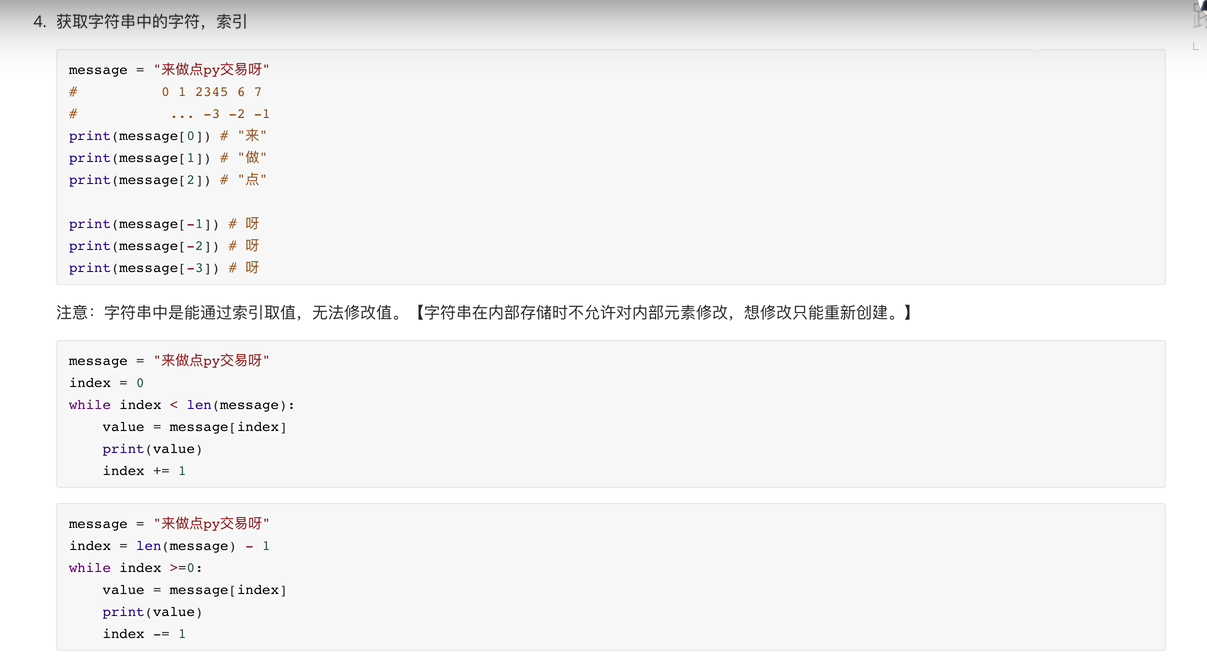 4. 获取字符串中的字符，索引
message = "来做点py交易呀"
#          0 1 2345 6 7
#           ... -3 -2 -1
print(message[0]) # "来"
print(message[1]) # "做"
print(message[2]) # "点"
print(message[-1]) # 呀
print(message[-2]) # 呀
print(message[-3]) # 呀
注意：字符串中是能通过索引取值，无法修改值。【字符串在内部存储时不允许对内部元素修改，想修改只能重新创建。】
message = "来做点py交易呀"
index = 0
while index < len(message):
    value = message[index]
    print(value)
    index += 1
message = "来做点py交易呀"
index = len(message) - 1
while index >=0:
    value = message[index]
    print(value)
    index -= 1